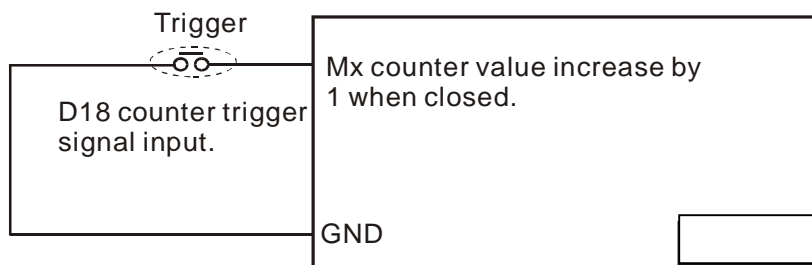 Trigger
Mx counter value increase by
1 when closed.
D18 counter trigger
signal input.
GND